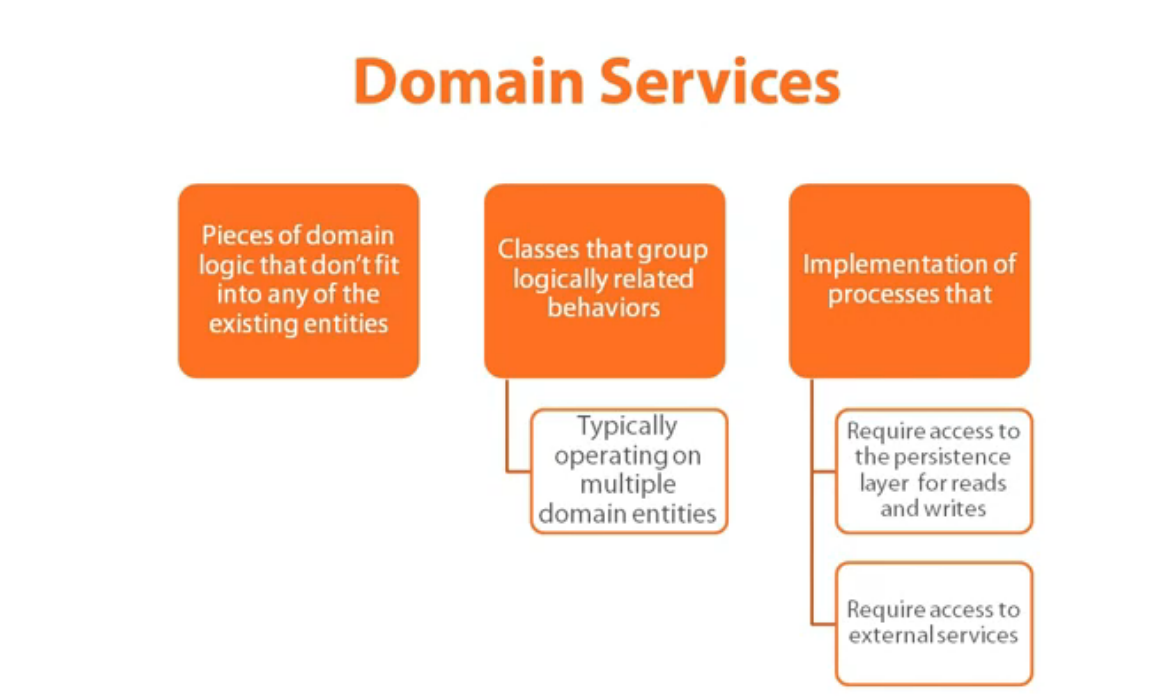 Domain Services
Pieces of domain
logic that don't fit
into any of the
existing entities
Classes that group
logically related
behaviors
Typically
operating on
multiple
domain entities
Implementation of
processes that
Require access to
the persistence
layer for reads
and writes
Require access to
external services